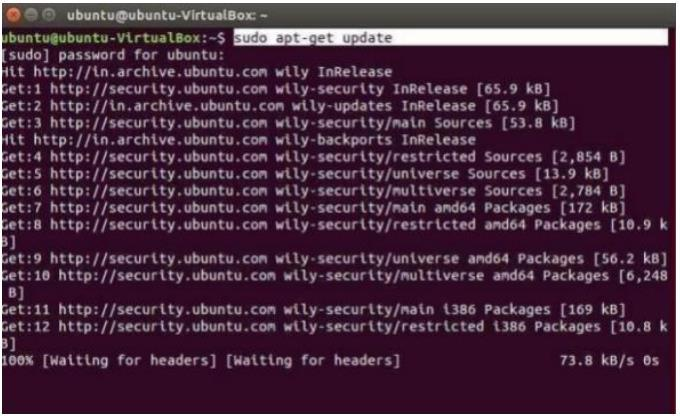 ubuntu@ubuntu-VirtualBox: ~
ubuntu@ubuntu-VirtualBox:~$ sudo apt-get update
[sudo] password for ubuntu:
Hit http://in.archive.ubuntu.com wily InRelease
Get:1 http://security.ubuntu.com wily-security InRelease [65.9 kB]
Get:2 http://in.archive.ubuntu.com wily-updates InRelease [65.9 kB]
Get:3 http://security.ubuntu.com wily-security/main Sources [53.8 kB]
Hit http://in.archive.ubuntu.com wily-backports InRelease
Get:4 http://security.ubuntu.com wily-security/restricted Sources [2,854 B]
Get:5 http://security.ubuntu.com wily-security/universe Sources [13.9 kB]
Get:6 http://security.ubuntu.com wily-security/multiverse Sources [2,784 B]
Get:7 http://security.ubuntu.com wily-security/main amd64 Packages [172 kB]
Get:8 http://security.ubuntu.com wily-security/restricted amd64 Packages [10.9 k
B]
Get:9 http://security.ubuntu.com wily-security/universe amd64 Packages [56.2 kB]
Get:10 http://security.ubuntu.com wily-security/multiverse amd64 Packages [6,248
 B]
Get:11 http://security.ubuntu.com wily-security/main i386 Packages [169 kB]
Get:12 http://security.ubuntu.com wily-security/restricted i386 Packages [10.8 k
B]
100% [Waiting for headers] [Waiting for headers] 73.8 kB/s 0s